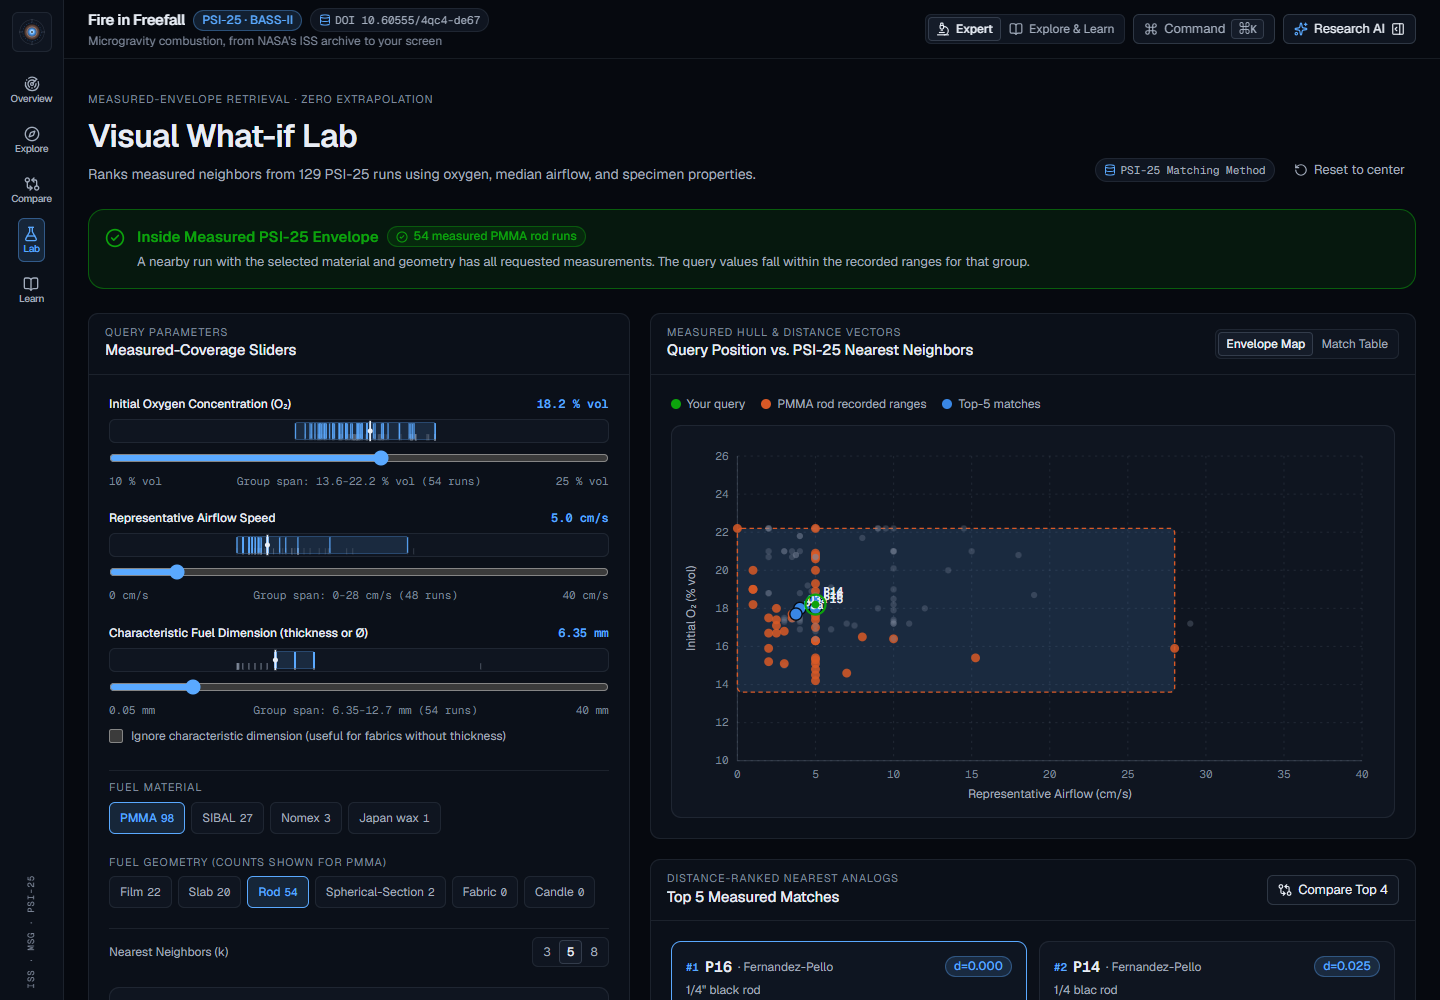 Fire in Freefall
PSI-25 · BASS-II
DOI 10.60555/4qc4-de67
Microgravity combustion, from NASA's ISS archive to your screen
Expert
Explore & Learn
Command ⌘K
Research AI
Overview
Explore
Compare
Lab
Learn
ISS · MSG · PSI-25
MEASURED-ENVELOPE RETRIEVAL · ZERO EXTRAPOLATION
Visual What-if Lab
Ranks measured neighbors from 129 PSI-25 runs using oxygen, median airflow, and specimen properties.
PSI-25 Matching Method
Reset to center
Inside Measured PSI-25 Envelope
54 measured PMMA rod runs
A nearby run with the selected material and geometry has all requested measurements. The query values fall within the recorded ranges for that group.
QUERY PARAMETERS
Measured-Coverage Sliders
Initial Oxygen Concentration (O₂)
18.2 % vol
10 % vol
Group span: 13.6–22.2 % vol (54 runs)
25 % vol
Representative Airflow Speed
5.0 cm/s
0 cm/s
Group span: 0–28 cm/s (48 runs)
40 cm/s
Characteristic Fuel Dimension (thickness or Ø)
6.35 mm
0.05 mm
Group span: 6.35–12.7 mm (54 runs)
40 mm
Ignore characteristic dimension (useful for fabrics without thickness)
FUEL MATERIAL
PMMA 98
SIBAL 27
Nomex 3
Japan wax 1
FUEL GEOMETRY (COUNTS SHOWN FOR PMMA)
Film 22
Slab 20
Rod 54
Spherical-Section 2
Fabric 0
Candle 0
Nearest Neighbors (k)
3
5
8
MEASURED HULL & DISTANCE VECTORS
Query Position vs. PSI-25 Nearest Neighbors
Envelope Map
Match Table
Your query
PMMA rod recorded ranges
Top-5 matches
26
24
22
20
18
16
14
12
10
Initial O₂ (% vol)
P14
0
5
10
15
20
25
30
35
40
Representative Airflow (cm/s)
DISTANCE-RANKED NEAREST ANALOGS
Top 5 Measured Matches
Compare Top 4
#1 P16 · Fernandez-Pello
d=0.000
1/4" black rod
#2 P14 · Fernandez-Pello
d=0.025
1/4 blac rod